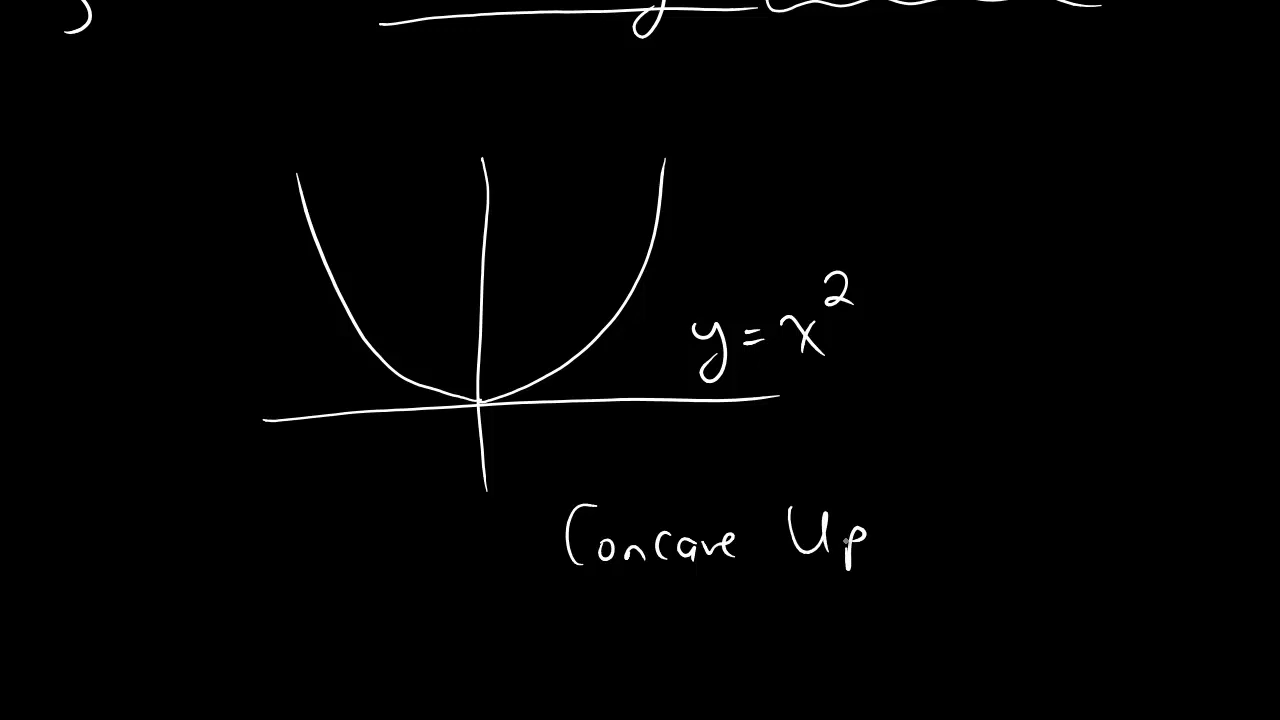 y = x²
Concave Up